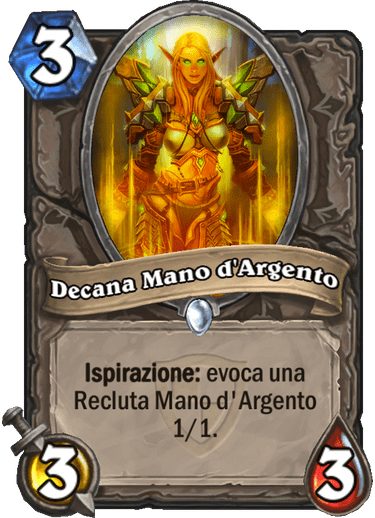 3
Decana Mano d'Argento
Ispirazione: evoca una
Recluta Mano d'Argento
1/1.
3
3